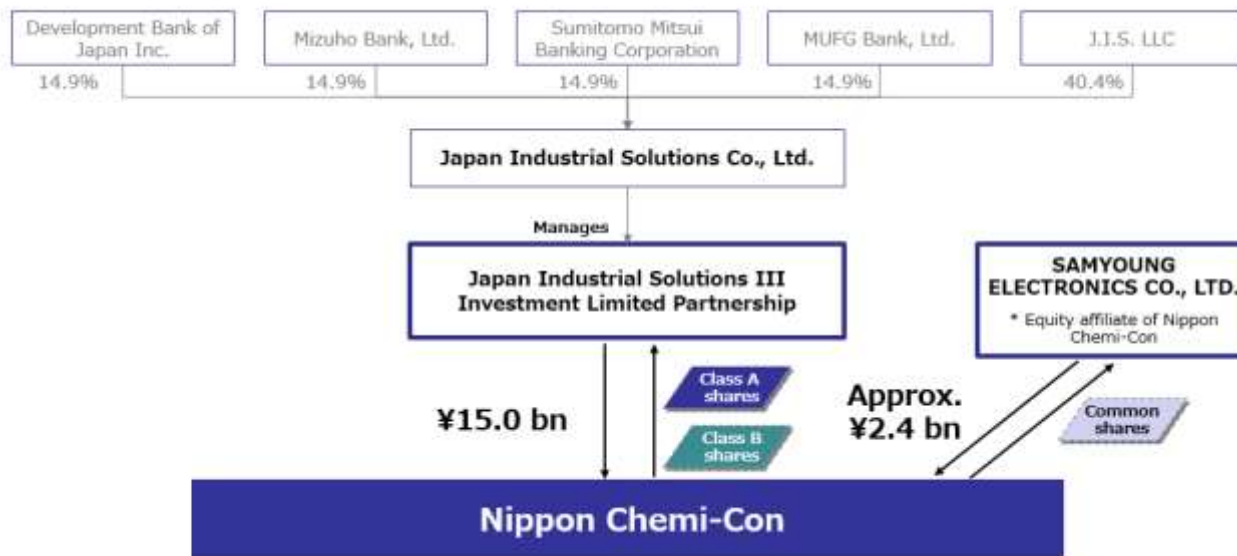 Development Bank of
Japan Inc.
Mizuho Bank, Ltd.
Sumitomo Mitsui
Banking Corporation
MUFG Bank, Ltd.
J.I.S. LLC
14.9%
14.9%
14.9%
14.9%
40.4%
Japan Industrial Solutions Co., Ltd.
Manages
Japan Industrial Solutions III
Investment Limited Partnership
SAMYOUNG
ELECTRONICS CO., LTD.
* Equity affiliate of Nippon
Chemi-Con
¥15.0 bn
Class A
shares
Class B
shares
Approx.
¥2.4 bn
Common
shares
Nippon Chemi-Con